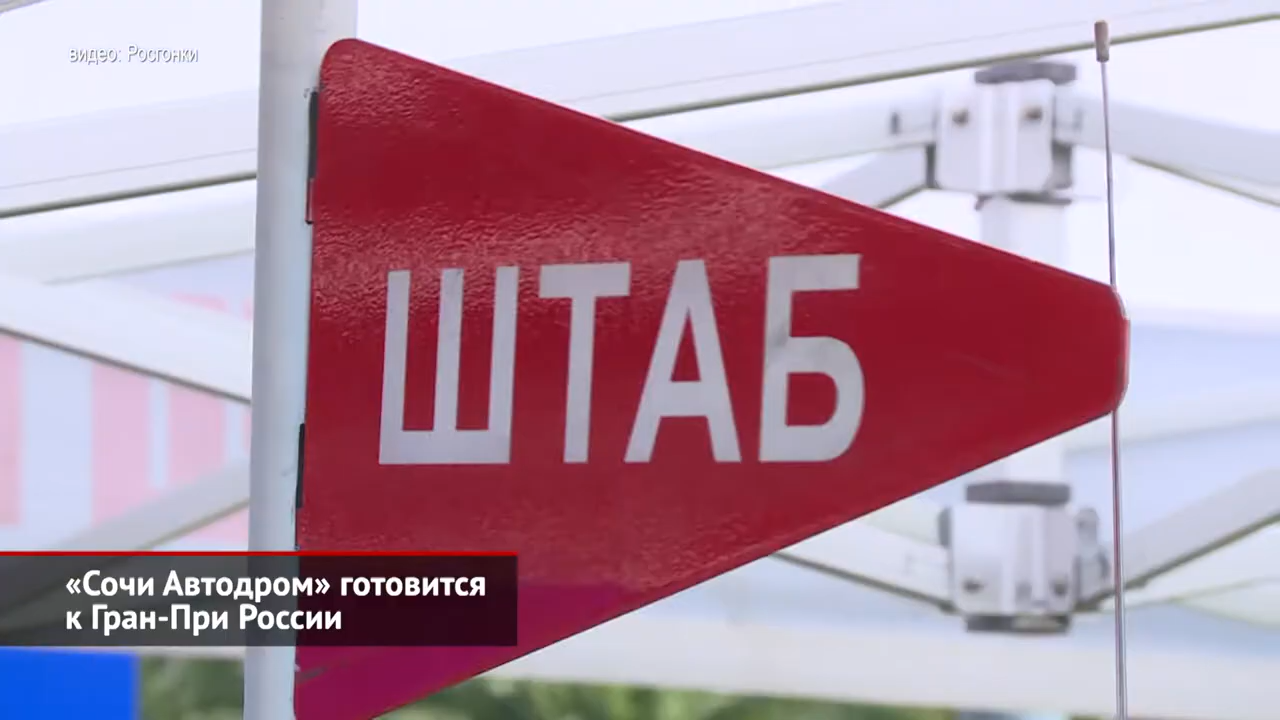 видео: Росгонки
ШТАБ
«Сочи Автодром» готовится
к Гран-При России